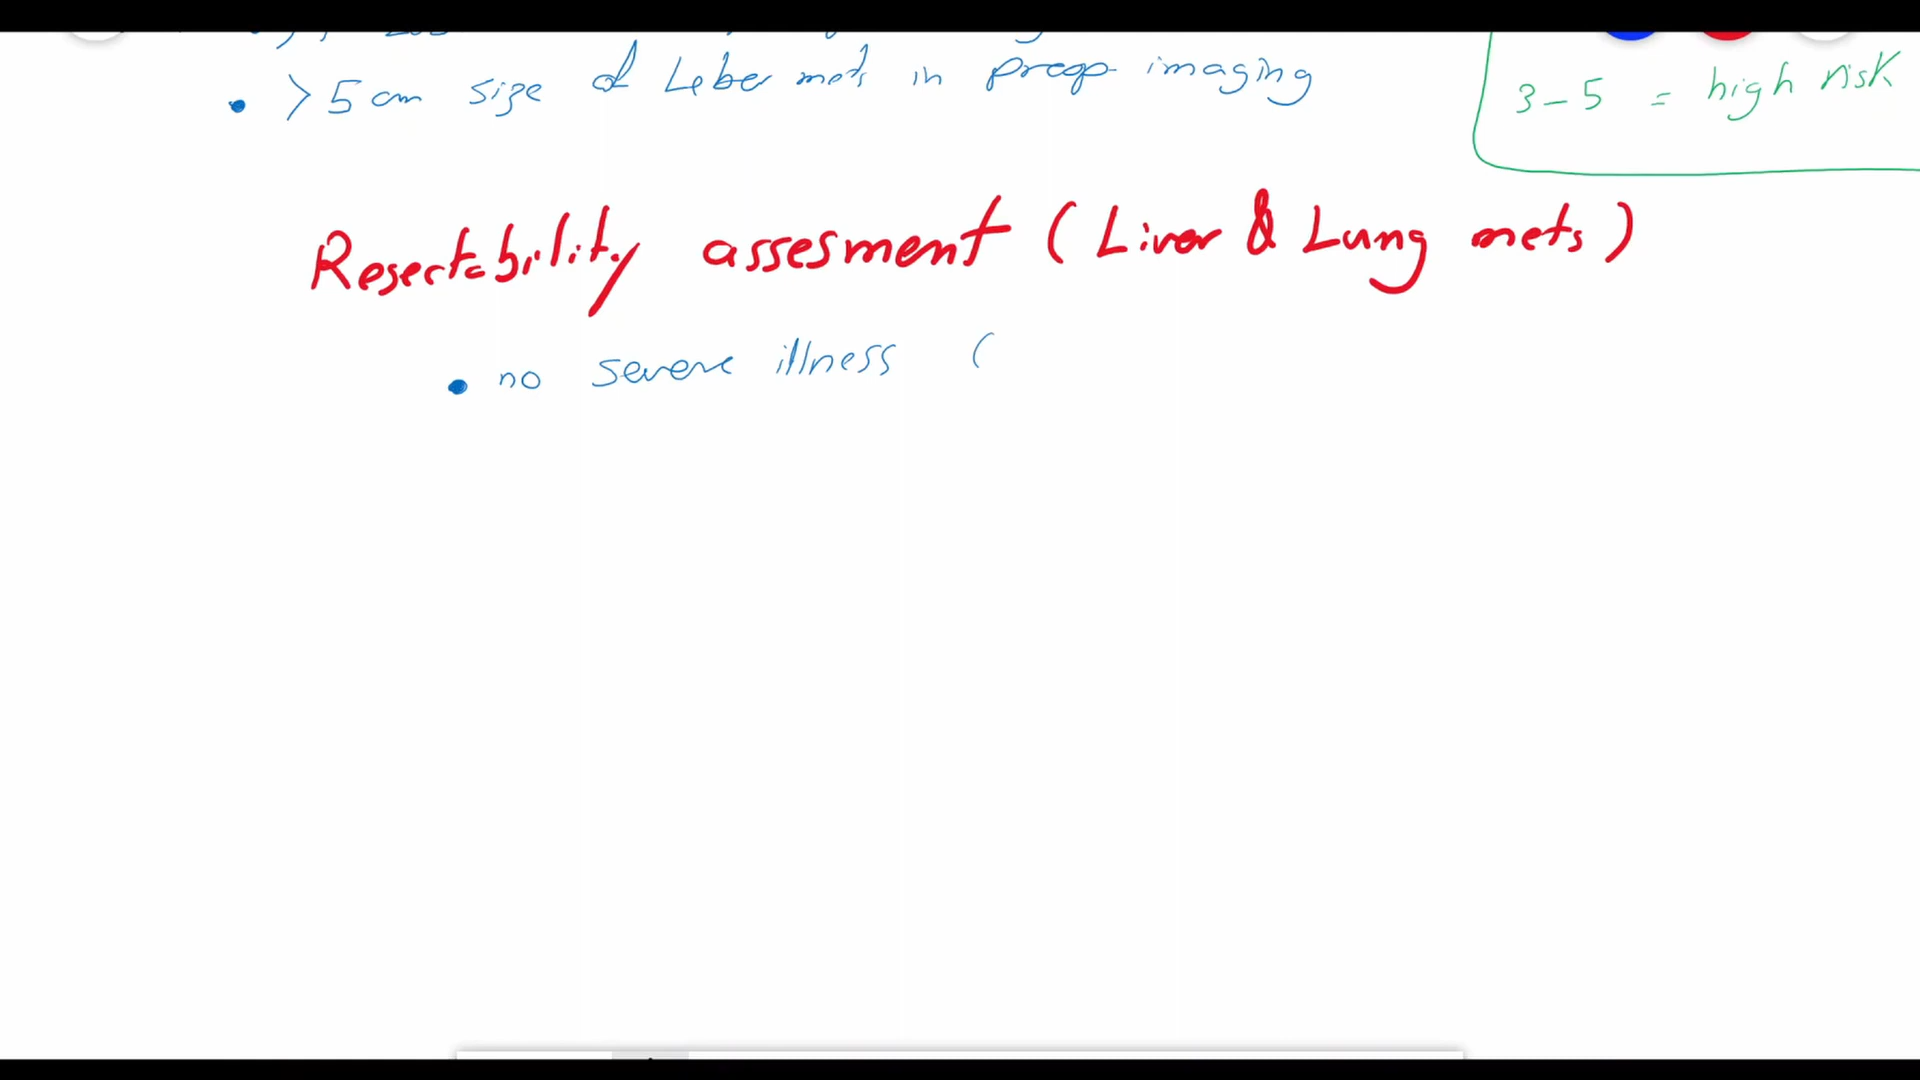 • > 5 cm size of Leber mets in preop imaging
3 – 5 = high risk
Resectability assesment ( Liver & Lung mets )
• no severe illness (